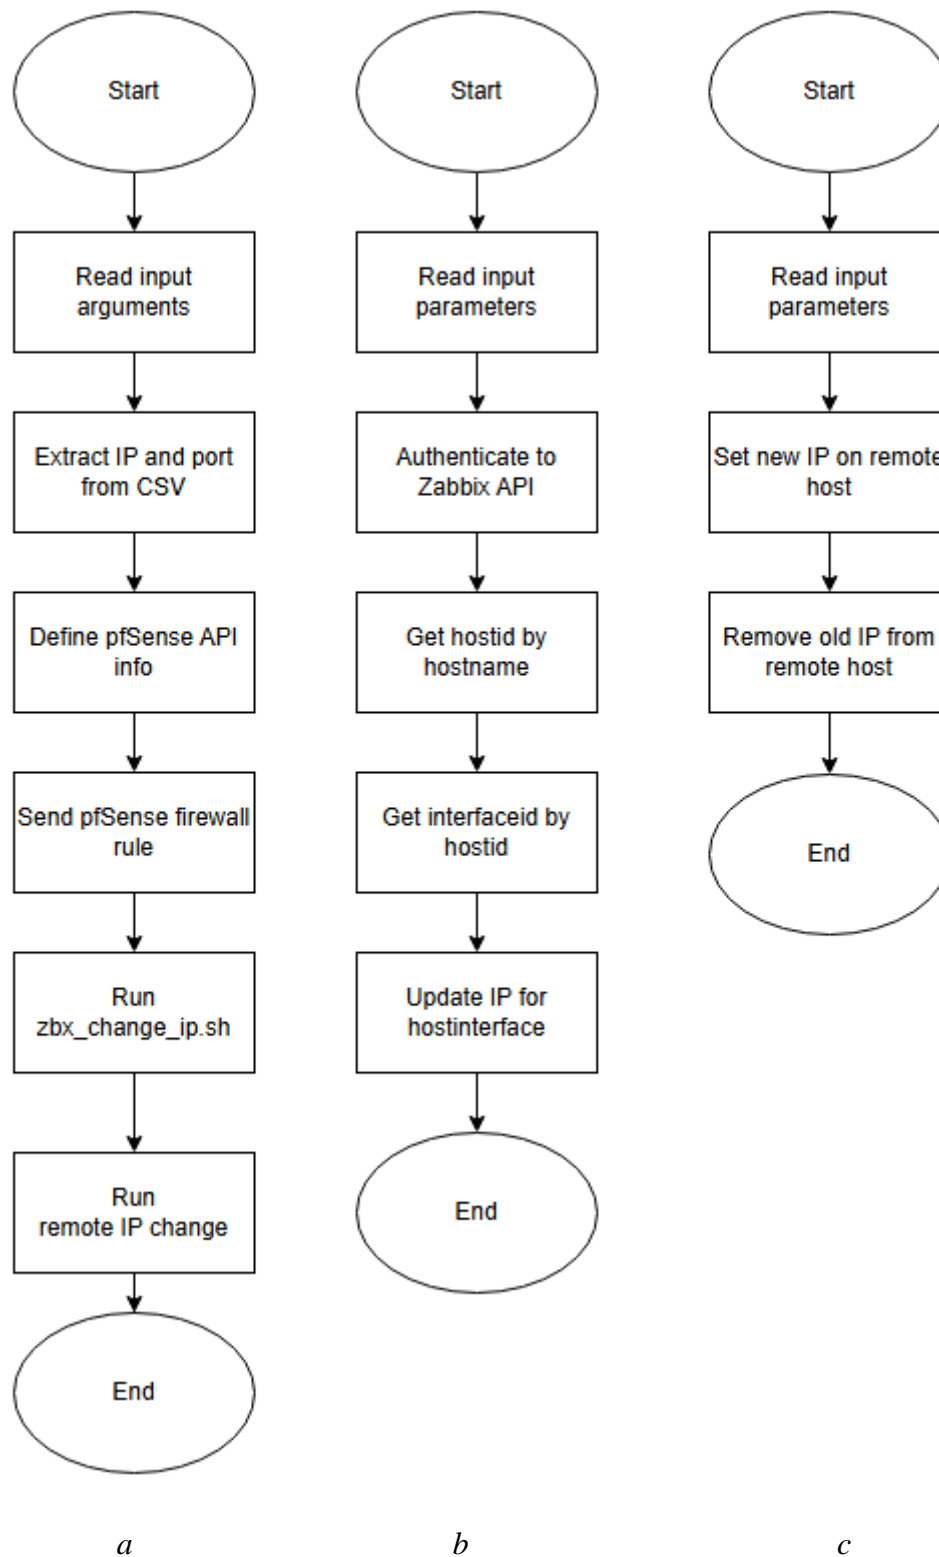 Start
Read input
arguments
Extract IP and port
from CSV
Define pfSense API
info
Send pfSense firewall
rule
Run
zbx_change_ip.sh
Run
remote IP change
End
a
Start
Read input
parameters
Authenticate to
Zabbix API
Get hostid by
hostname
Get interfaceid by
hostid
Update IP for
hostinterface
End
b
Start
Read input
parameters
Set new IP on remote
host
Remove old IP from
remote host
End
c